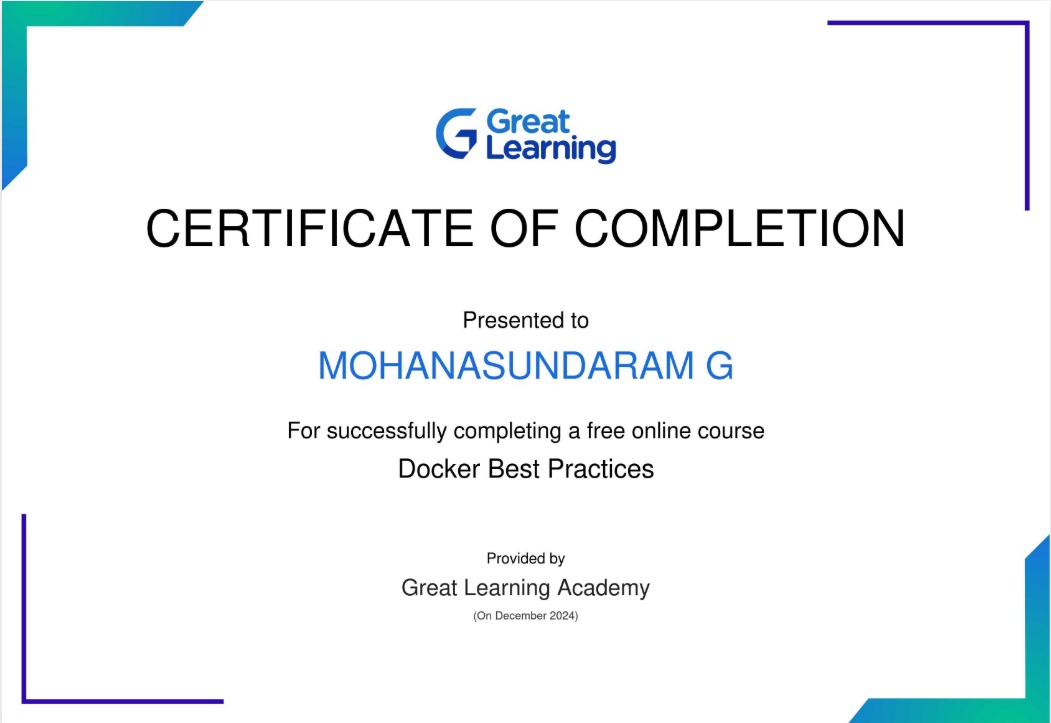 Great
Learning
CERTIFICATE OF COMPLETION
Presented to
MOHANASUNDARAM G
For successfully completing a free online course
Docker Best Practices
Provided by
Great Learning Academy
(On December 2024)